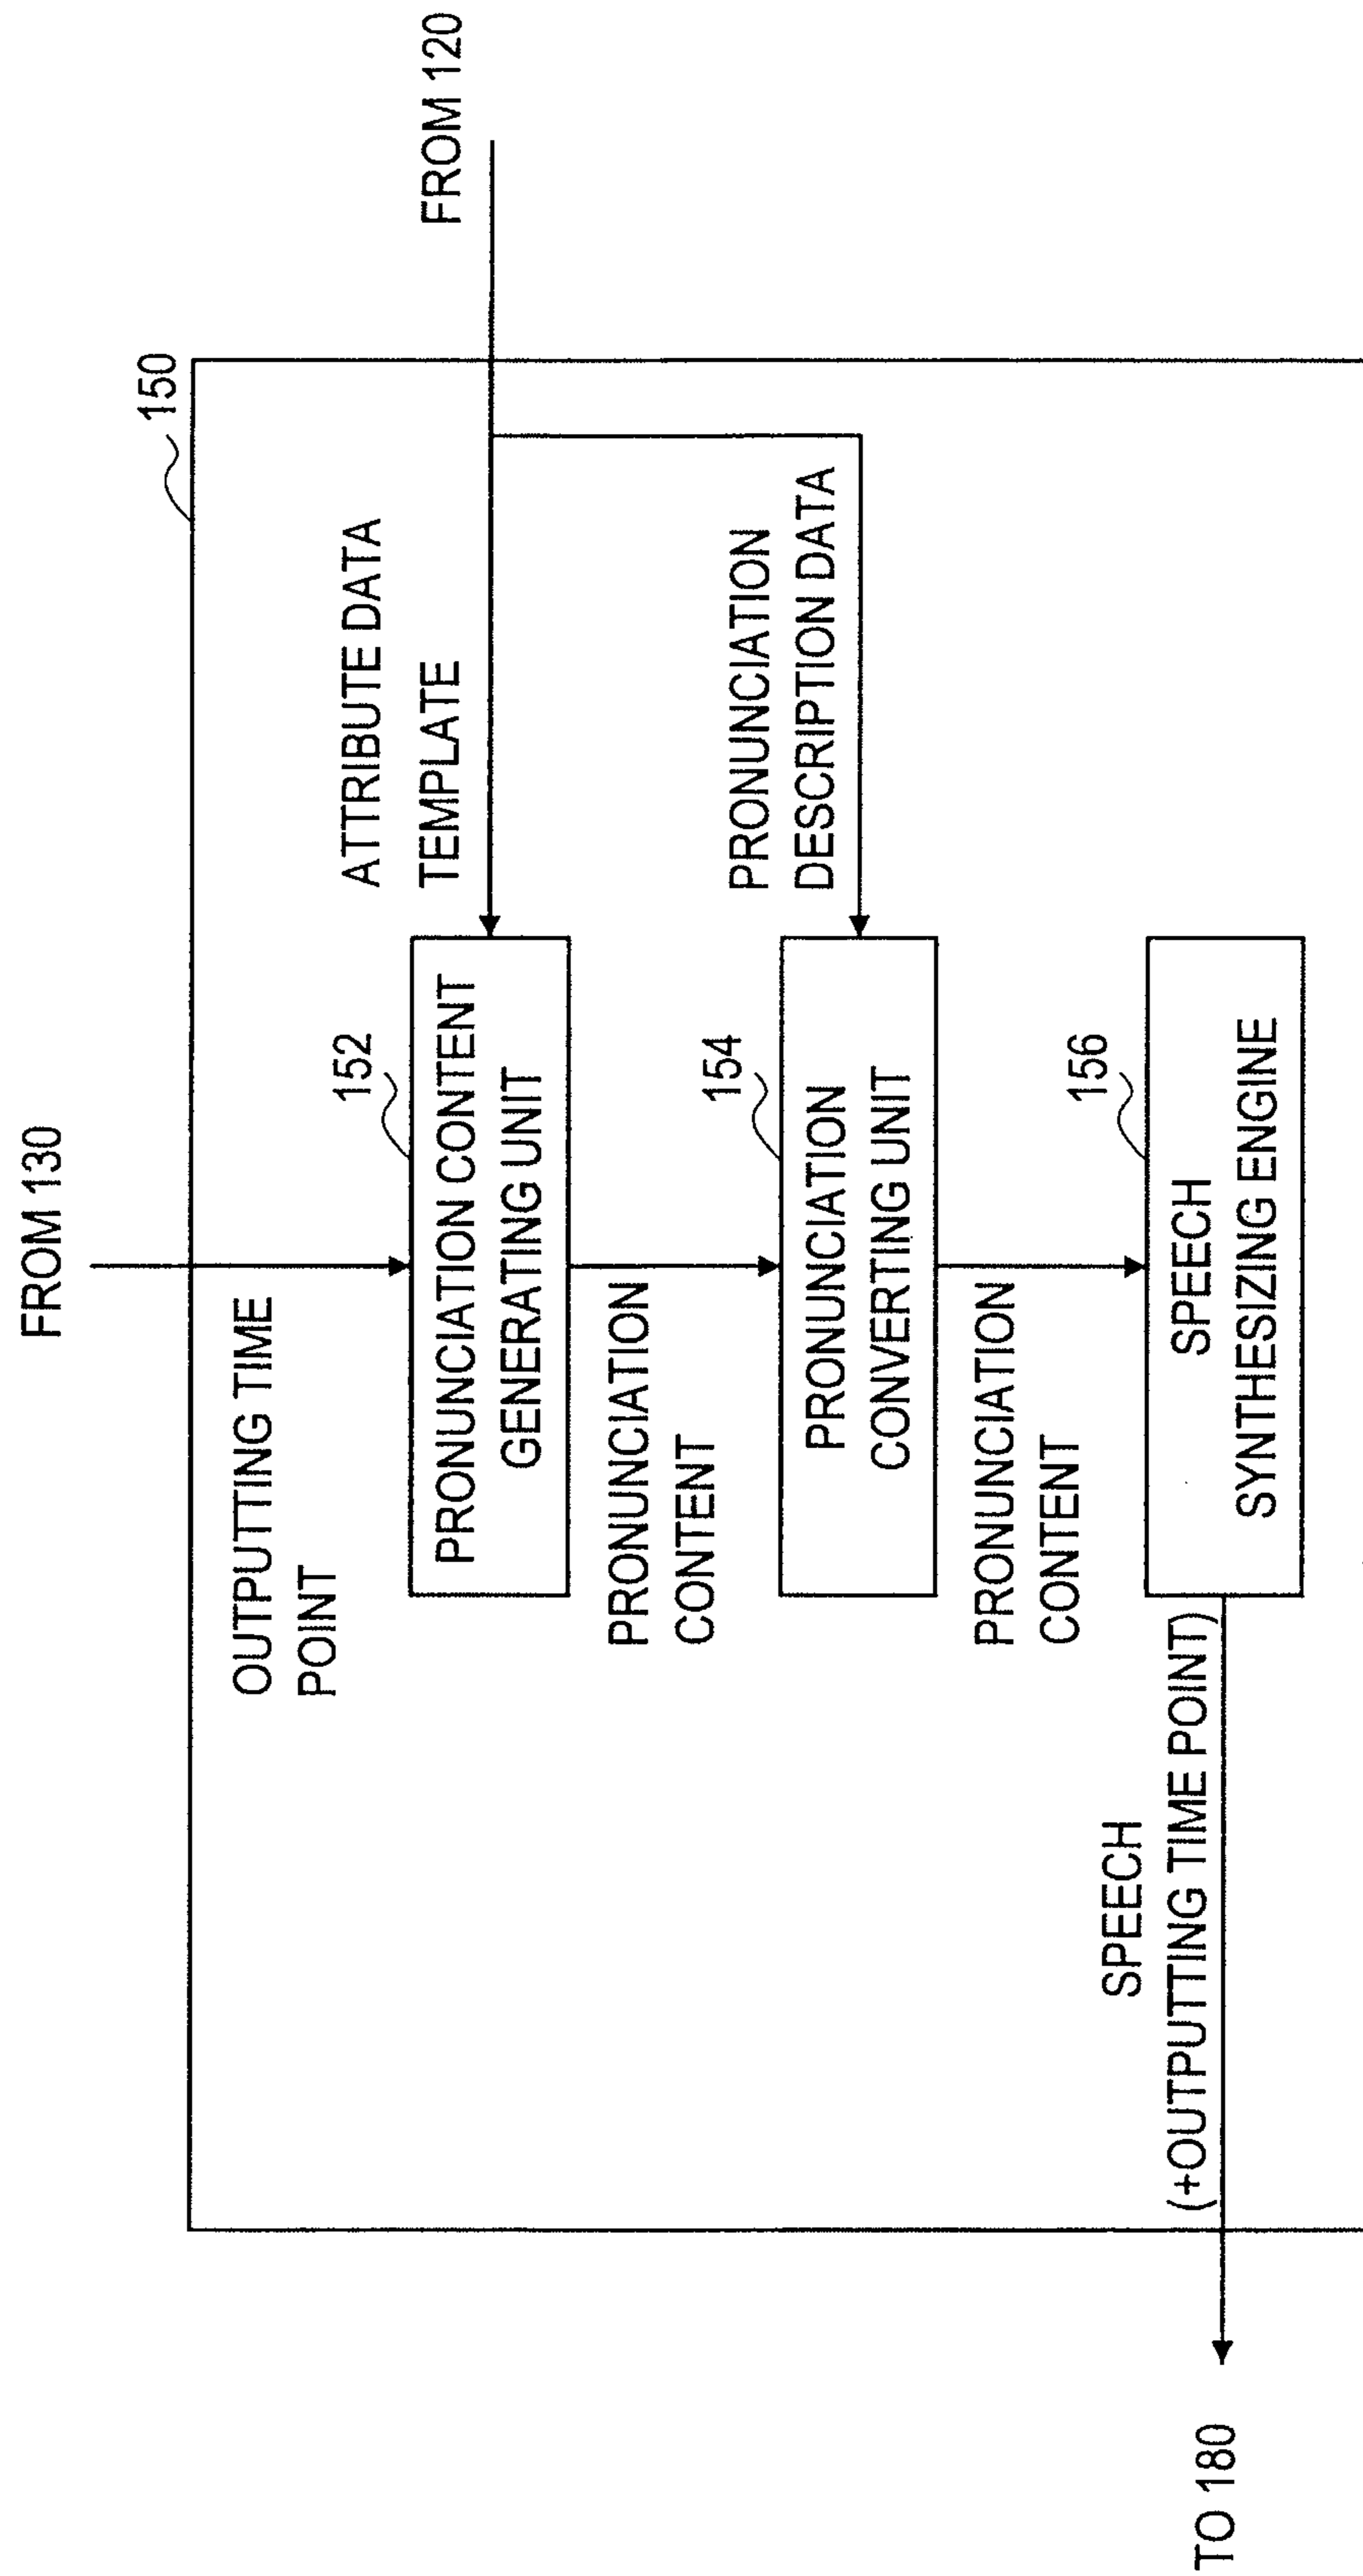 FROM 130
150
OUTPUTTING TIME
POINT
152
ATTRIBUTE DATA
TEMPLATE
FROM 120
PRONUNCIATION CONTENT
GENERATING UNIT
PRONUNCIATION
CONTENT
154
PRONUNCIATION
DESCRIPTION DATA
PRONUNCIATION
CONVERTING UNIT
PRONUNCIATION
CONTENT
156
SPEECH
(+OUTPUTTING TIME POINT)
TO 180
SPEECH
SYNTHESIZING ENGINE